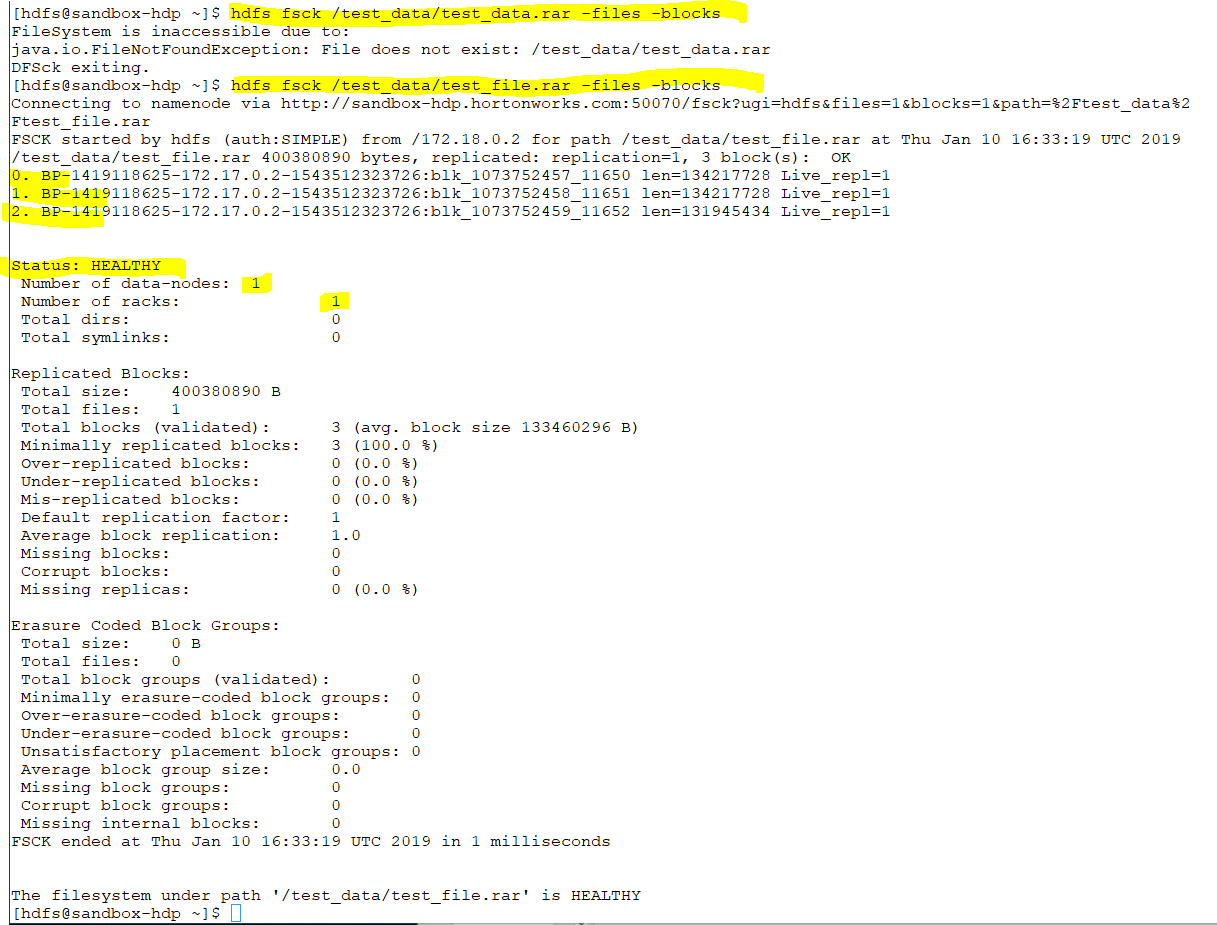 [hdfs@sandbox-hdp ~]$ hdfs fsck /test_data/test_data.rar -files -blocks
FileSystem is inaccessible due to:
java.io.FileNotFoundException: File does not exist: /test_data/test_data.rar
DFSck exiting.
[hdfs@sandbox-hdp ~]$ hdfs fsck /test_data/test_file.rar -files -blocks
Connecting to namenode via http://sandbox-hdp.hortonworks.com:50070/fsck?ugi=hdfs&files=1&blocks=1&path=%2Ftest_data%2
Ftest_file.rar
FSCK started by hdfs (auth:SIMPLE) from /172.18.0.2 for path /test_data/test_file.rar at Thu Jan 10 16:33:19 UTC 2019
/test_data/test_file.rar 400380890 bytes, replicated: replication=1, 3 block(s):  OK
0. BP-1419118625-172.17.0.2-1543512323726:blk_1073752457_11650 len=134217728 Live_repl=1
1. BP-1419118625-172.17.0.2-1543512323726:blk_1073752458_11651 len=134217728 Live_repl=1
2. BP-1419118625-172.17.0.2-1543512323726:blk_1073752459_11652 len=131945434 Live_repl=1
Status: HEALTHY
Number of data-nodes: 1
Number of racks: 1
Total dirs: 0
Total symlinks: 0
Replicated Blocks:
Total size: 400380890 B
Total files: 1
Total blocks (validated): 3 (avg. block size 133460296 B)
Minimally replicated blocks: 3 (100.0 %)
Over-replicated blocks: 0 (0.0 %)
Under-replicated blocks: 0 (0.0 %)
Mis-replicated blocks: 0 (0.0 %)
Default replication factor: 1
Average block replication: 1.0
Missing blocks: 0
Corrupt blocks: 0
Missing replicas: 0 (0.0 %)
Erasure Coded Block Groups:
Total size: 0 B
Total files: 0
Total block groups (validated): 0
Minimally erasure-coded block groups: 0
Over-erasure-coded block groups: 0
Under-erasure-coded block groups: 0
Unsatisfactory placement block groups: 0
Average block group size: 0.0
Missing block groups: 0
Corrupt block groups: 0
Missing internal blocks: 0
FSCK ended at Thu Jan 10 16:33:19 UTC 2019 in 1 milliseconds
The filesystem under path '/test_data/test_file.rar' is HEALTHY
[hdfs@sandbox-hdp ~]$